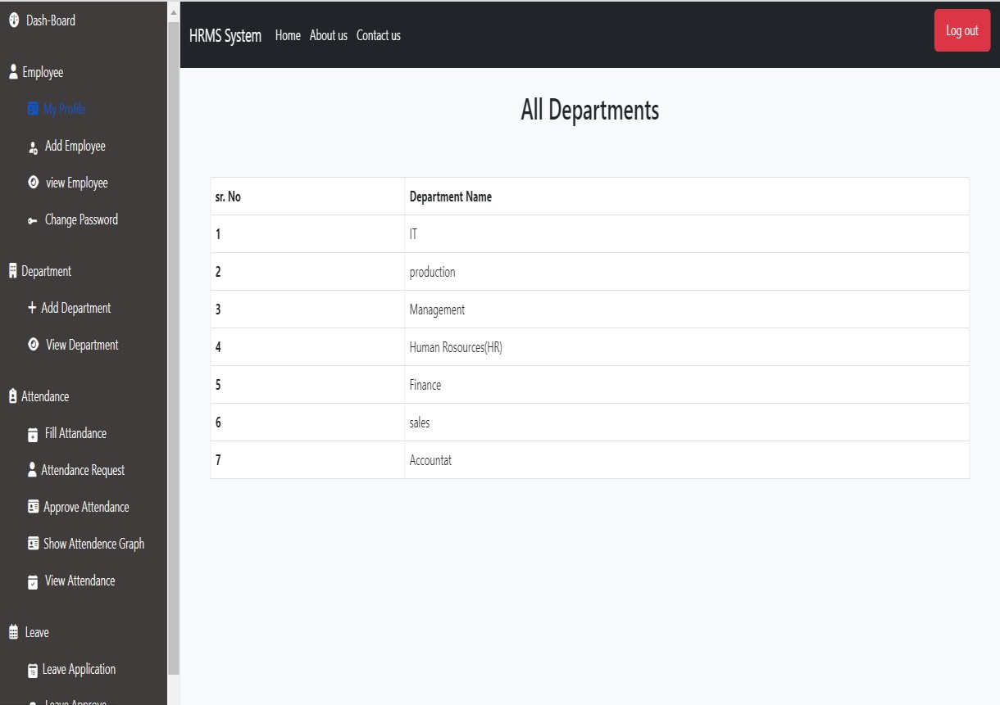 Dash-Board
Employee
My Profile
Add Employee
view Employee
Change Password
Department
Add Department
View Department
Attendance
Fill Attandance
Attendance Request
Approve Attendance
Show Attendence Graph
View Attendance
Leave
19
Leave Application
Leave Approve
HRMS System Home About us Contact us Log out
All Departments
sr. No Department Name
1 IT
2 production
3 Management
4 Human Rosources(HR)
5 Finance
6 sales
7 Accountat